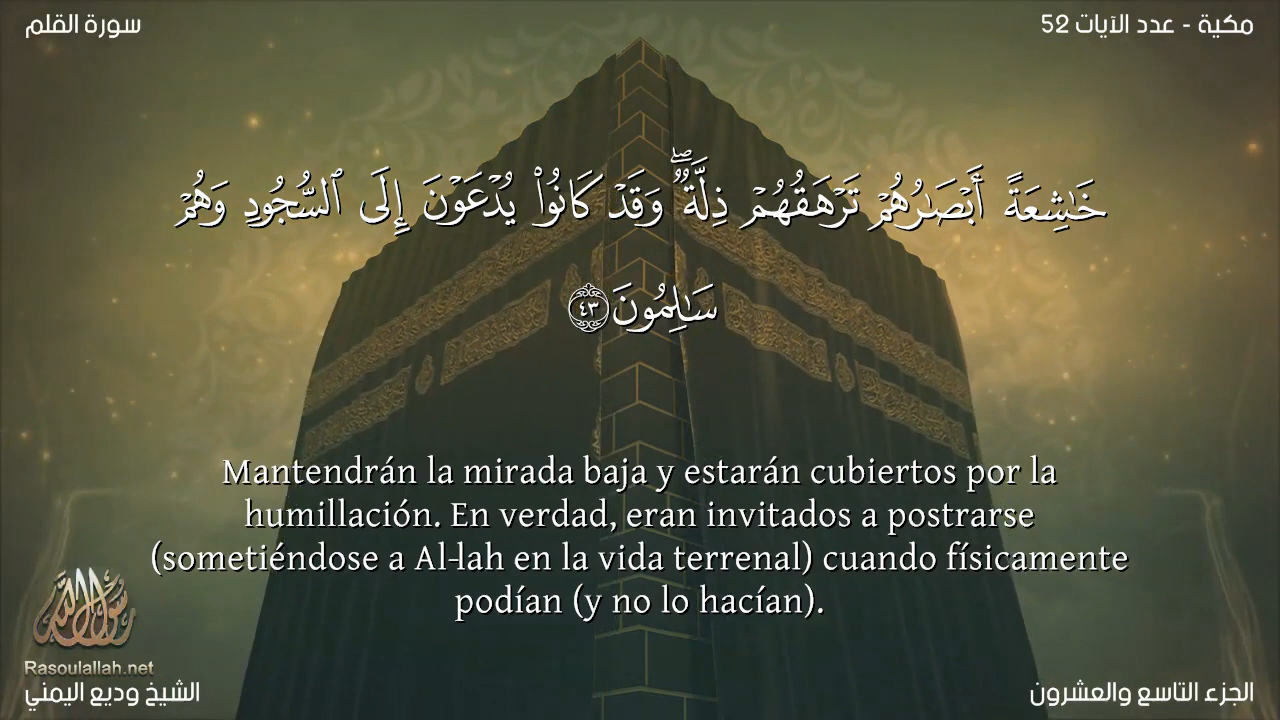 سورة القلم
مكية - عدد الآيات 52
خَٰشِعَةً أَبْصَٰرُهُمْ تَرْهَقُهُمْ ذِلَّةٌ ۖ وَقَدْ كَانُوا۟ يُدْعَوْنَ إِلَى ٱلسُّجُودِ وَهُمْ
سَٰلِمُونَ ٤٣
Mantendrán la mirada baja y estarán cubiertos por la
humillación. En verdad, eran invitados a postrarse
(sometiéndose a Al-lah en la vida terrenal) cuando físicamente
podían (y no lo hacían).
رسول الله
Rasoulallah.net
الشيخ وديع اليمني
الجزء التاسع والعشرون